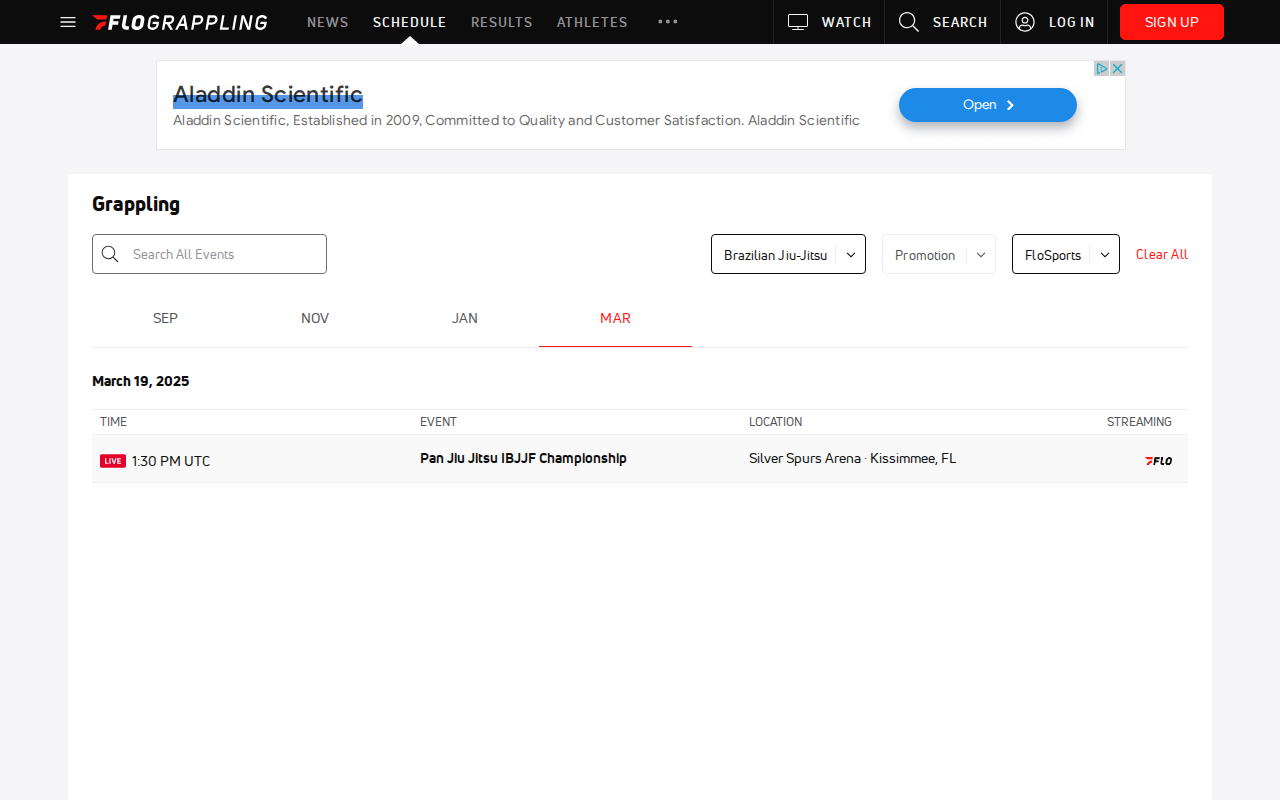 FLOGRAPPLING NEWS SCHEDULE RESULTS ATHLETES WATCH SEARCH LOG IN SIGN UP
Aladdin Scientific
Aladdin Scientific, Established in 2009, Committed to Quality and Customer Satisfaction. Aladdin Scientific
Open
Grappling
Search All Events
Brazilian Jiu-Jitsu Promotion FloSports Clear All
SEP NOV JAN MAR
March 19, 2025
TIME EVENT LOCATION STREAMING
LIVE 1:30 PM UTC Pan Jiu Jitsu IBJJF Championship Silver Spurs Arena · Kissimmee, FL FLO